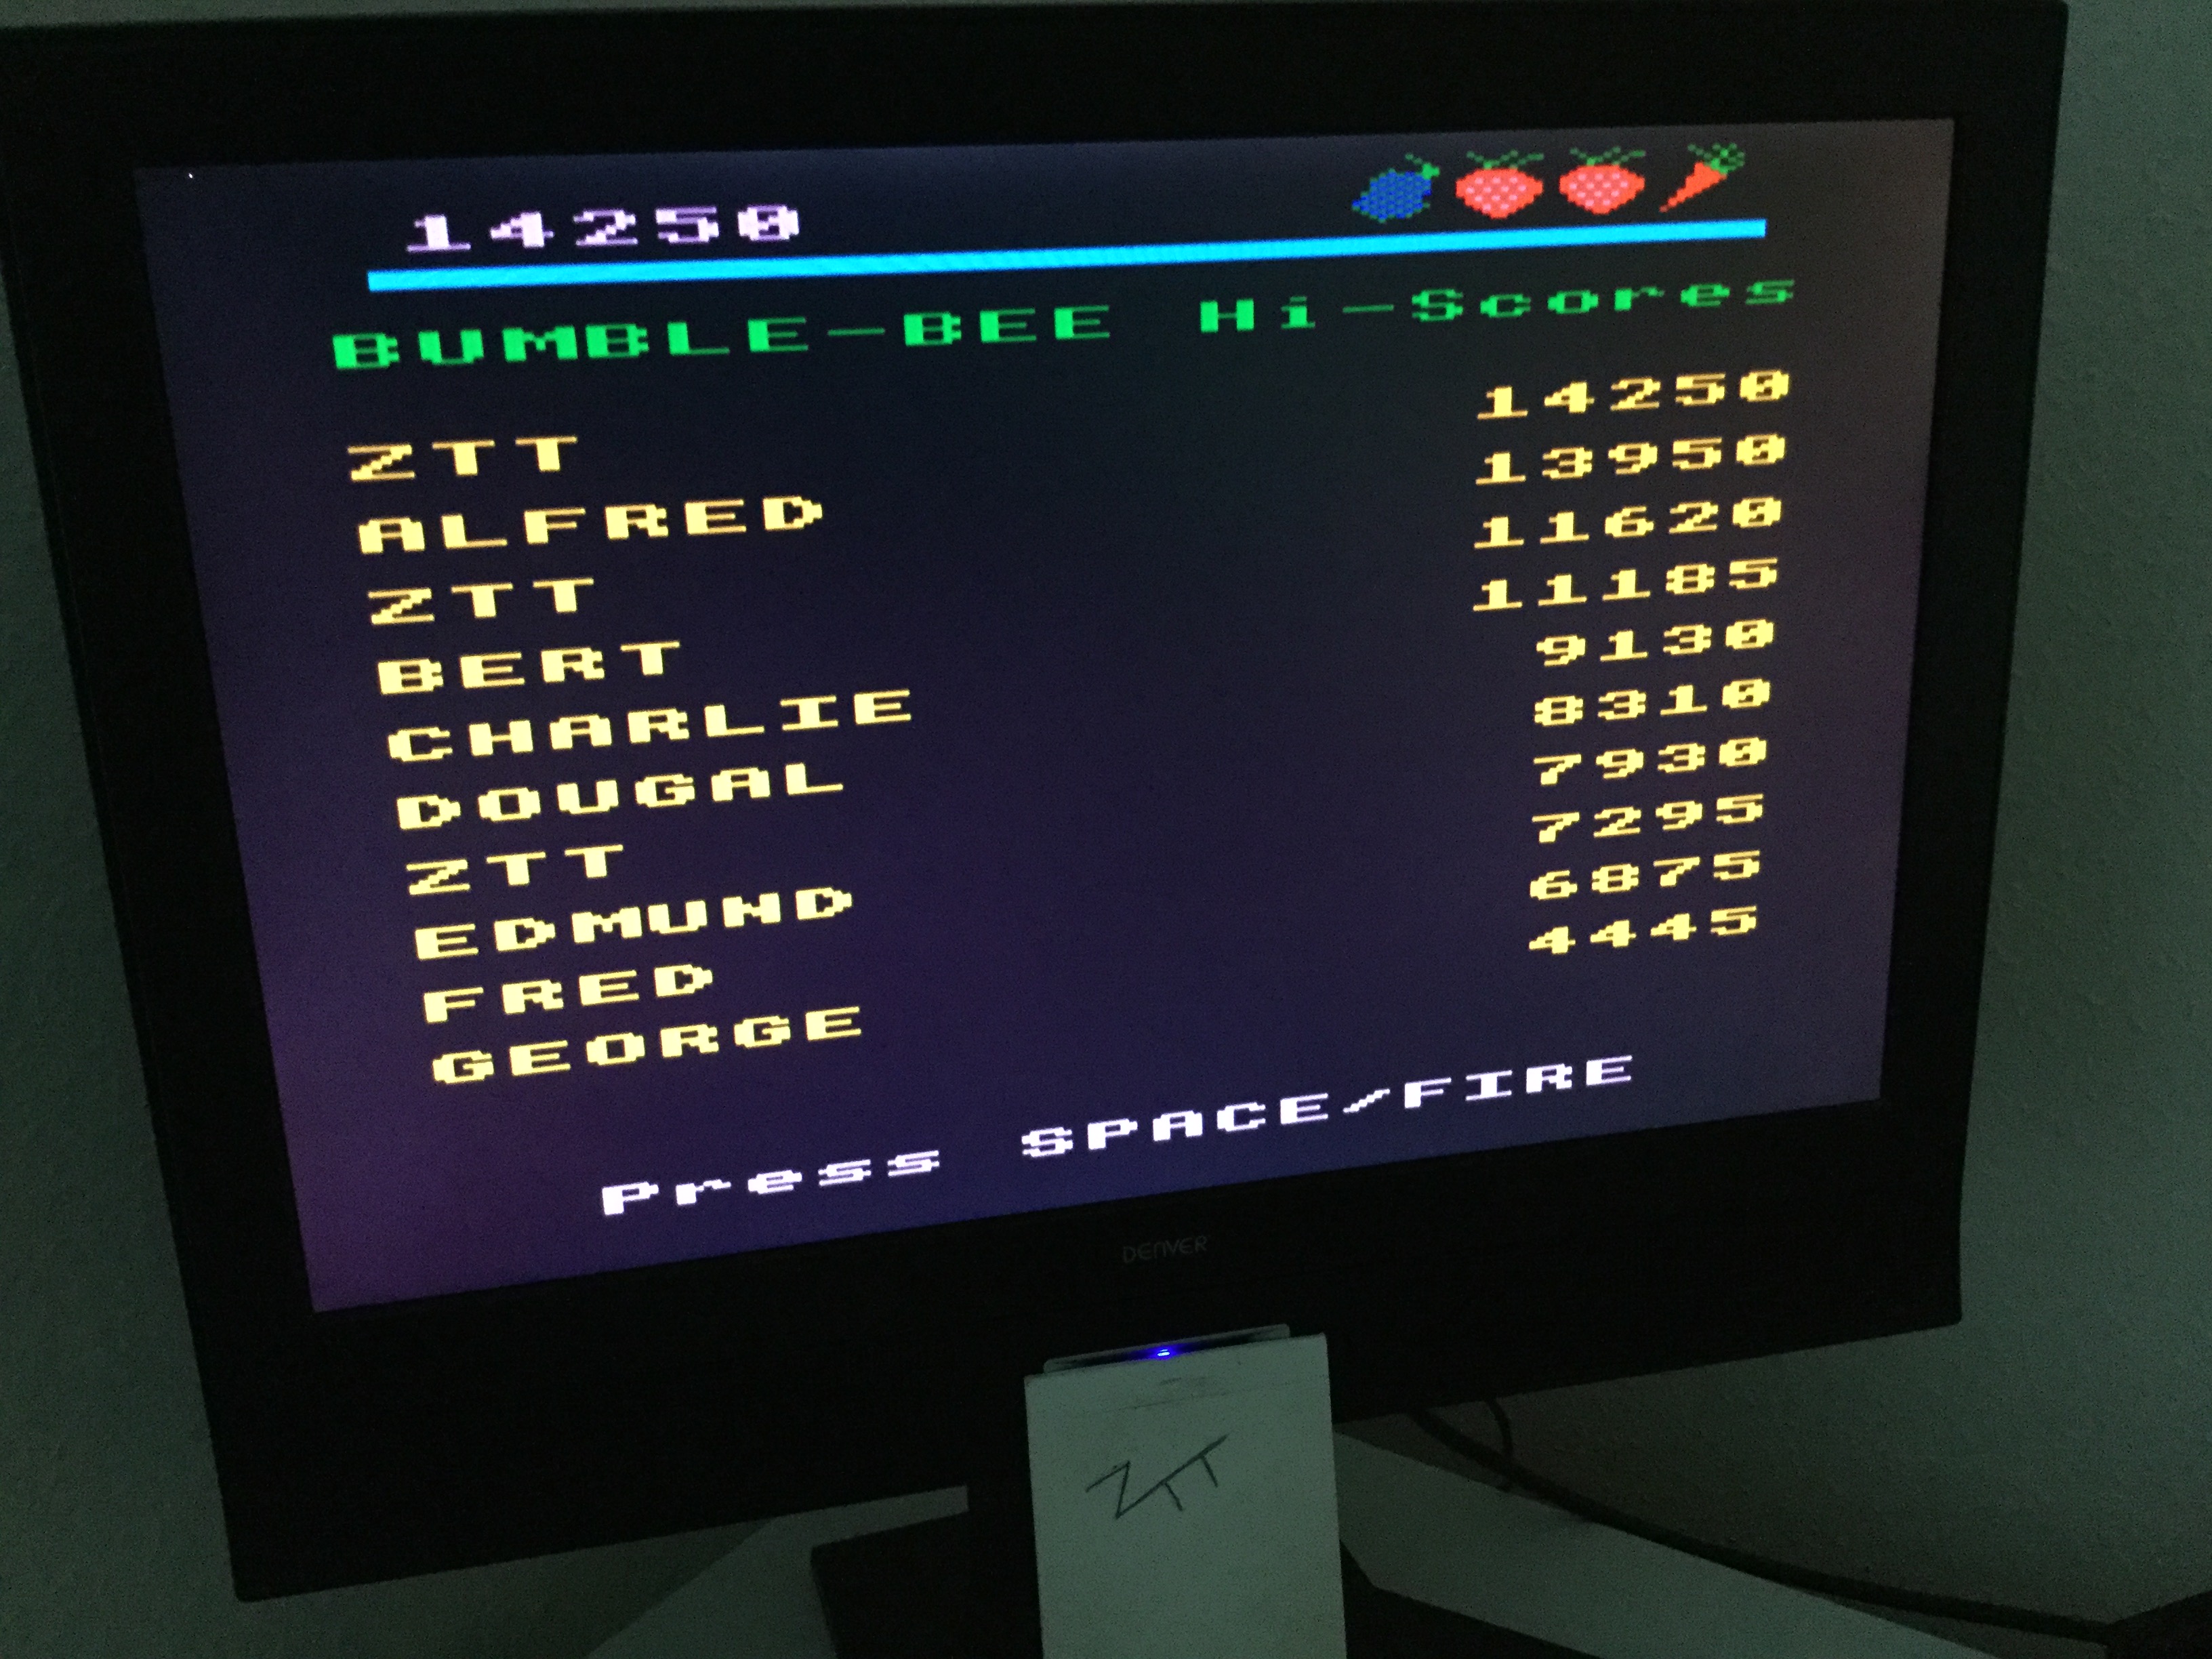 14250
BUMBLE-BEE Hi-Scores
ZTT 14250
ALFRED 13950
ZTT 11620
BERT 11185
CHARLIE 9130
DOUGAL 8310
ZTT 7930
EDMUND 7295
FRED 6875
GEORGE 4445
Press SPACE/FIRE
DENVER
ZTT